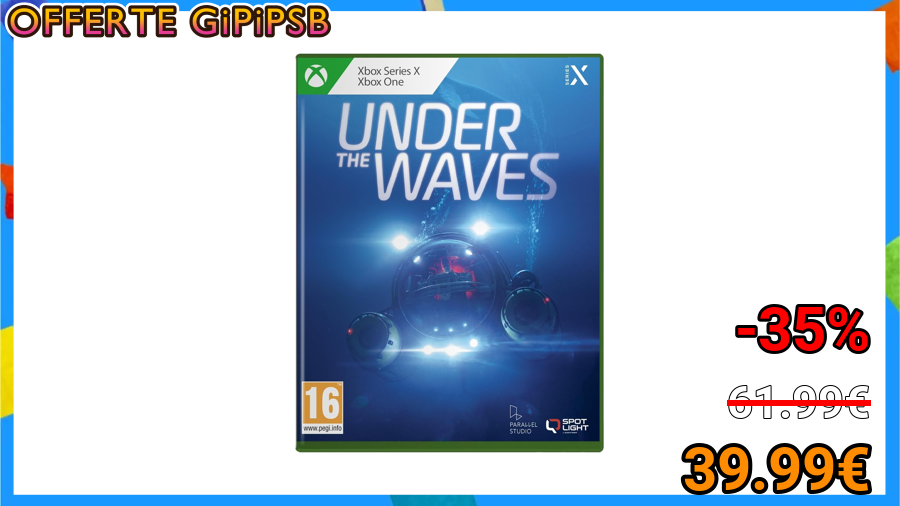 OFFERTE GiPiPSB
Xbox Series X
Xbox One
SERIES X
UNDER
THE WAVES
16
www.pegi.info
PARALLEL
STUDIO
SPOT
LIGHT
-35%
61.99€
39.99€